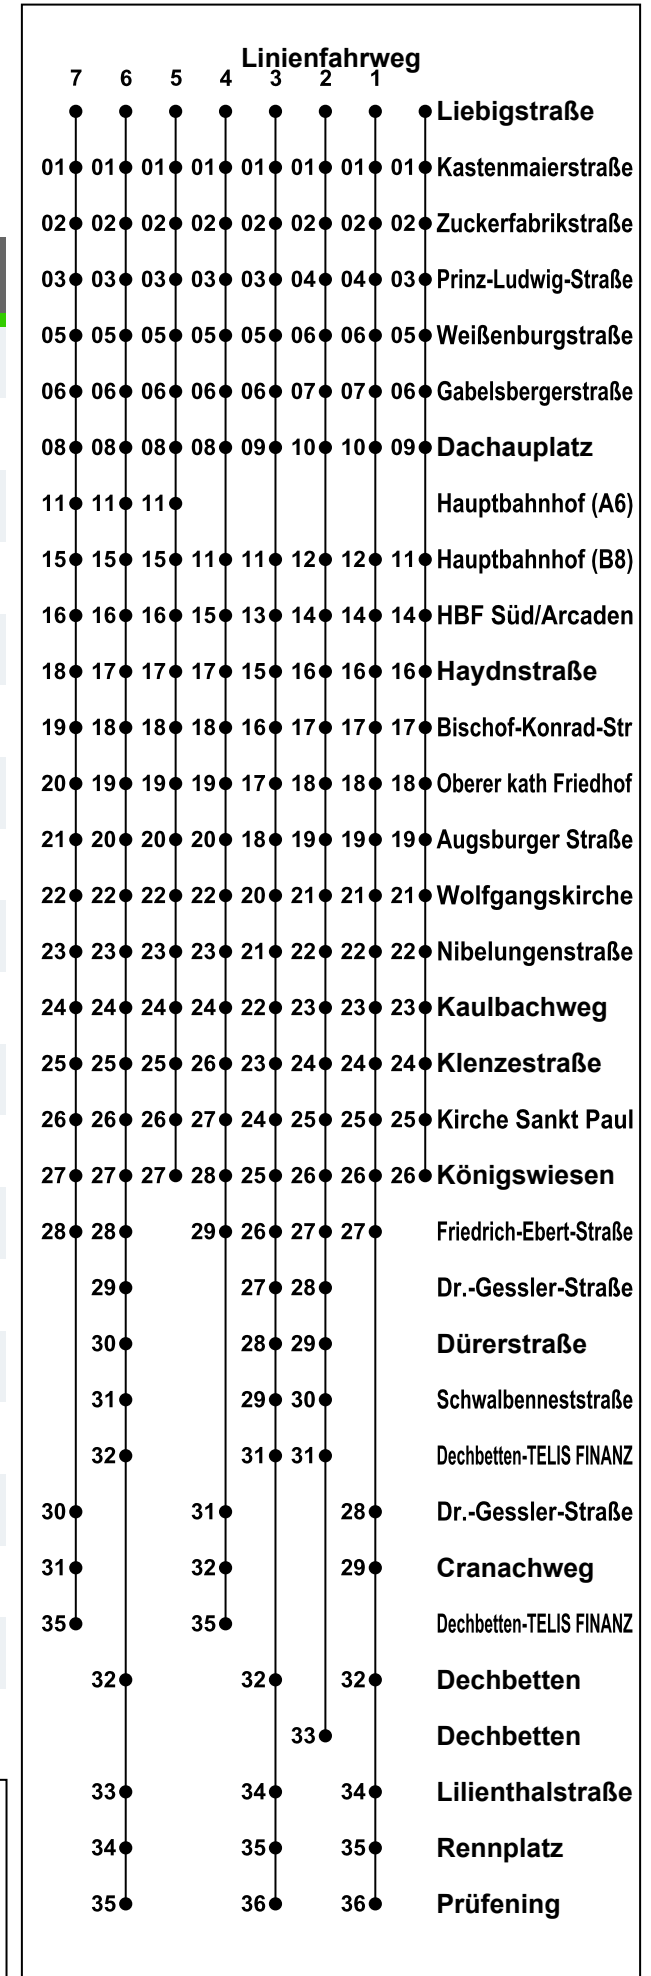 Linienfahrweg
7 6 5 4 3 2 1
Liebigstraße
01 01 01 01 01 01 01 01 Kastenmaierstraße
02 02 02 02 02 02 02 02 Zuckerfabrikstraße
03 03 03 03 03 04 04 03 Prinz-Ludwig-Straße
05 05 05 05 05 06 06 05 Weißenburgstraße
06 06 06 06 06 07 07 06 Gabelsbergerstraße
08 08 08 08 09 10 10 09 Dachauplatz
11 11 11 Hauptbahnhof (A6)
15 15 15 11 11 12 12 11 Hauptbahnhof (B8)
16 16 16 15 13 14 14 14 HBF Süd/Arcaden
18 17 17 17 15 16 16 16 Haydnstraße
19 18 18 18 16 17 17 17 Bischof-Konrad-Str
20 19 19 19 17 18 18 18 Oberer kath Friedhof
21 20 20 20 18 19 19 19 Augsburger Straße
22 22 22 22 20 21 21 21 Wolfgangskirche
23 23 23 23 21 22 22 22 Nibelungenstraße
24 24 24 24 22 23 23 23 Kaulbachweg
25 25 25 26 23 24 24 24 Klenzestraße
26 26 26 27 24 25 25 25 Kirche Sankt Paul
27 27 27 28 25 26 26 26 Königswiesen
28 28 29 26 27 27 Friedrich-Ebert-Straße
29 27 28 Dr.-Gessler-Straße
30 28 29 Dürerstraße
31 29 30 Schwalbenneststraße
32 31 31 Dechbetten-TELIS FINANZ
30 31 28 Dr.-Gessler-Straße
31 32 29 Cranachweg
35 35 Dechbetten-TELIS FINANZ
32 32 32 Dechbetten
33 Dechbetten
33 34 34 Lilienthalstraße
34 35 35 Rennplatz
35 36 36 Prüfening